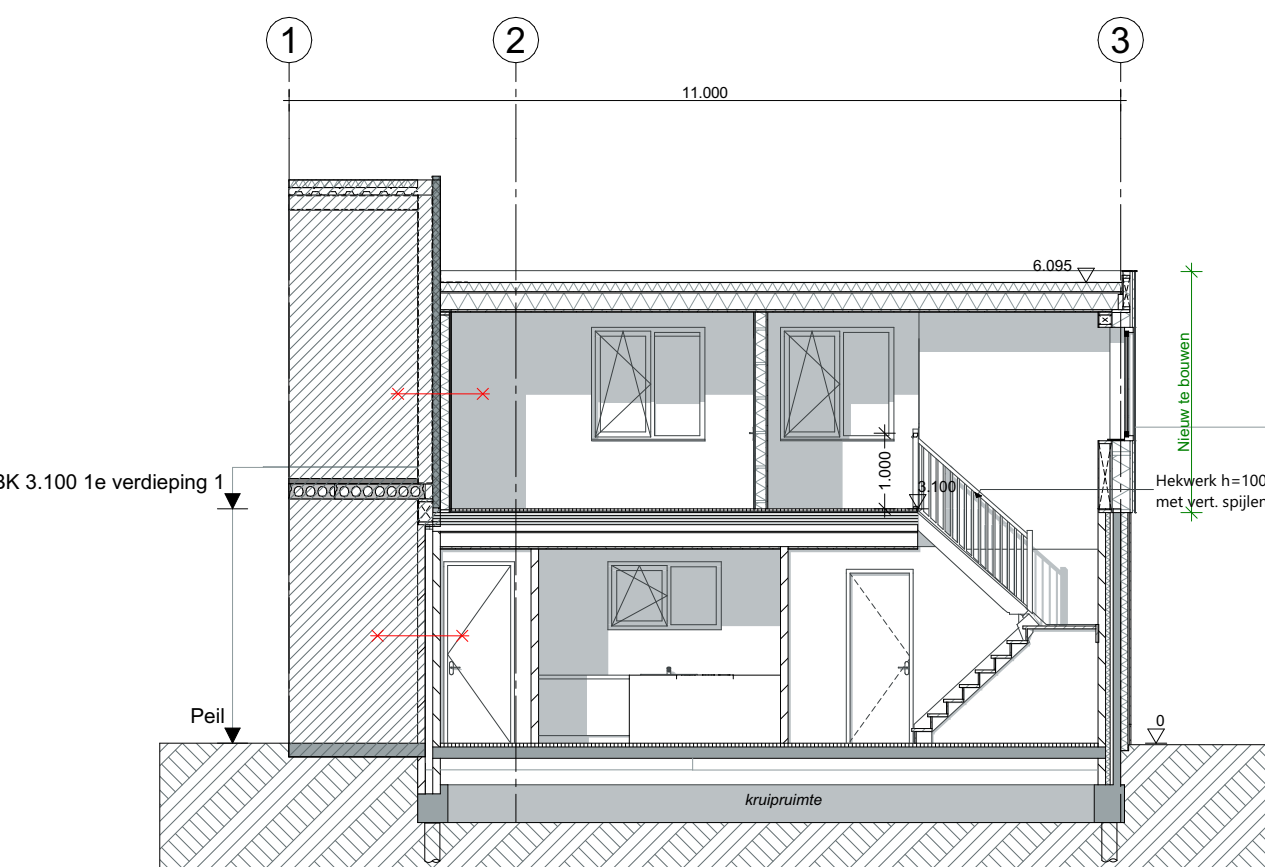 1
2
3
11.000
6.095
Nieuw te bouwen
1.000
3.100
3.100 1e verdieping 1
Hekwerk h=100
met vert. spijlen
Peil
0
kruipruimte